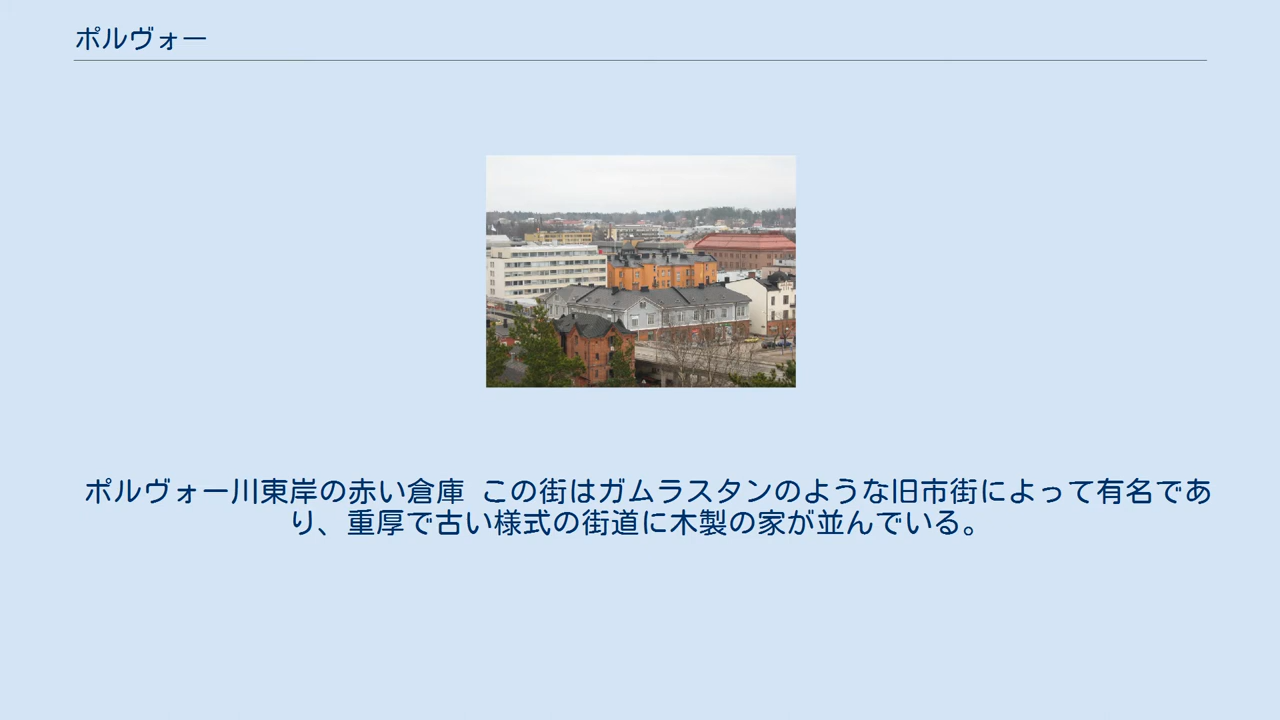 ポルヴォー
ポルヴォー川東岸の赤い倉庫 この街はガムラスタンのような旧市街によって有名であ
り、重厚で古い様式の街道に木製の家が並んでいる。